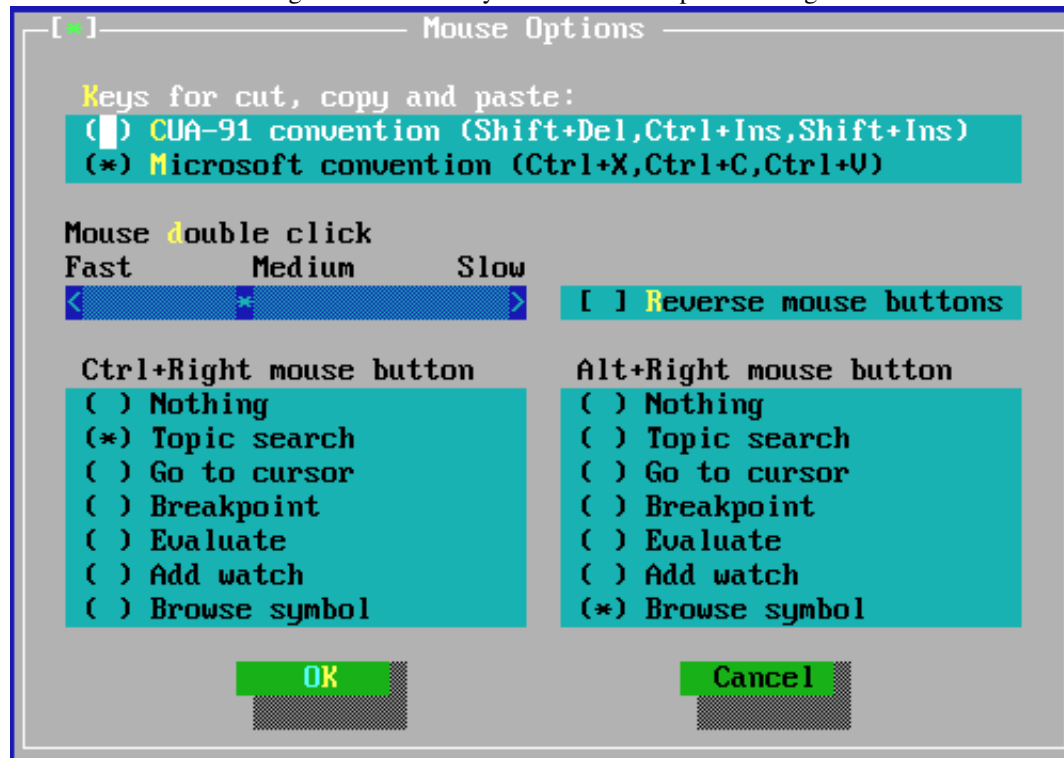 [*] Mouse Options
Keys for cut, copy and paste:
( ) CUA-91 convention (Shift+Del,Ctrl+Ins,Shift+Ins)
(*) Microsoft convention (Ctrl+X,Ctrl+C,Ctrl+V)
Mouse double click
Fast Medium Slow
< * >
[ ] Reverse mouse buttons
Ctrl+Right mouse button
( ) Nothing
(*) Topic search
( ) Go to cursor
( ) Breakpoint
( ) Evaluate
( ) Add watch
( ) Browse symbol
Alt+Right mouse button
( ) Nothing
( ) Topic search
( ) Go to cursor
( ) Breakpoint
( ) Evaluate
( ) Add watch
(*) Browse symbol
OK
Cancel